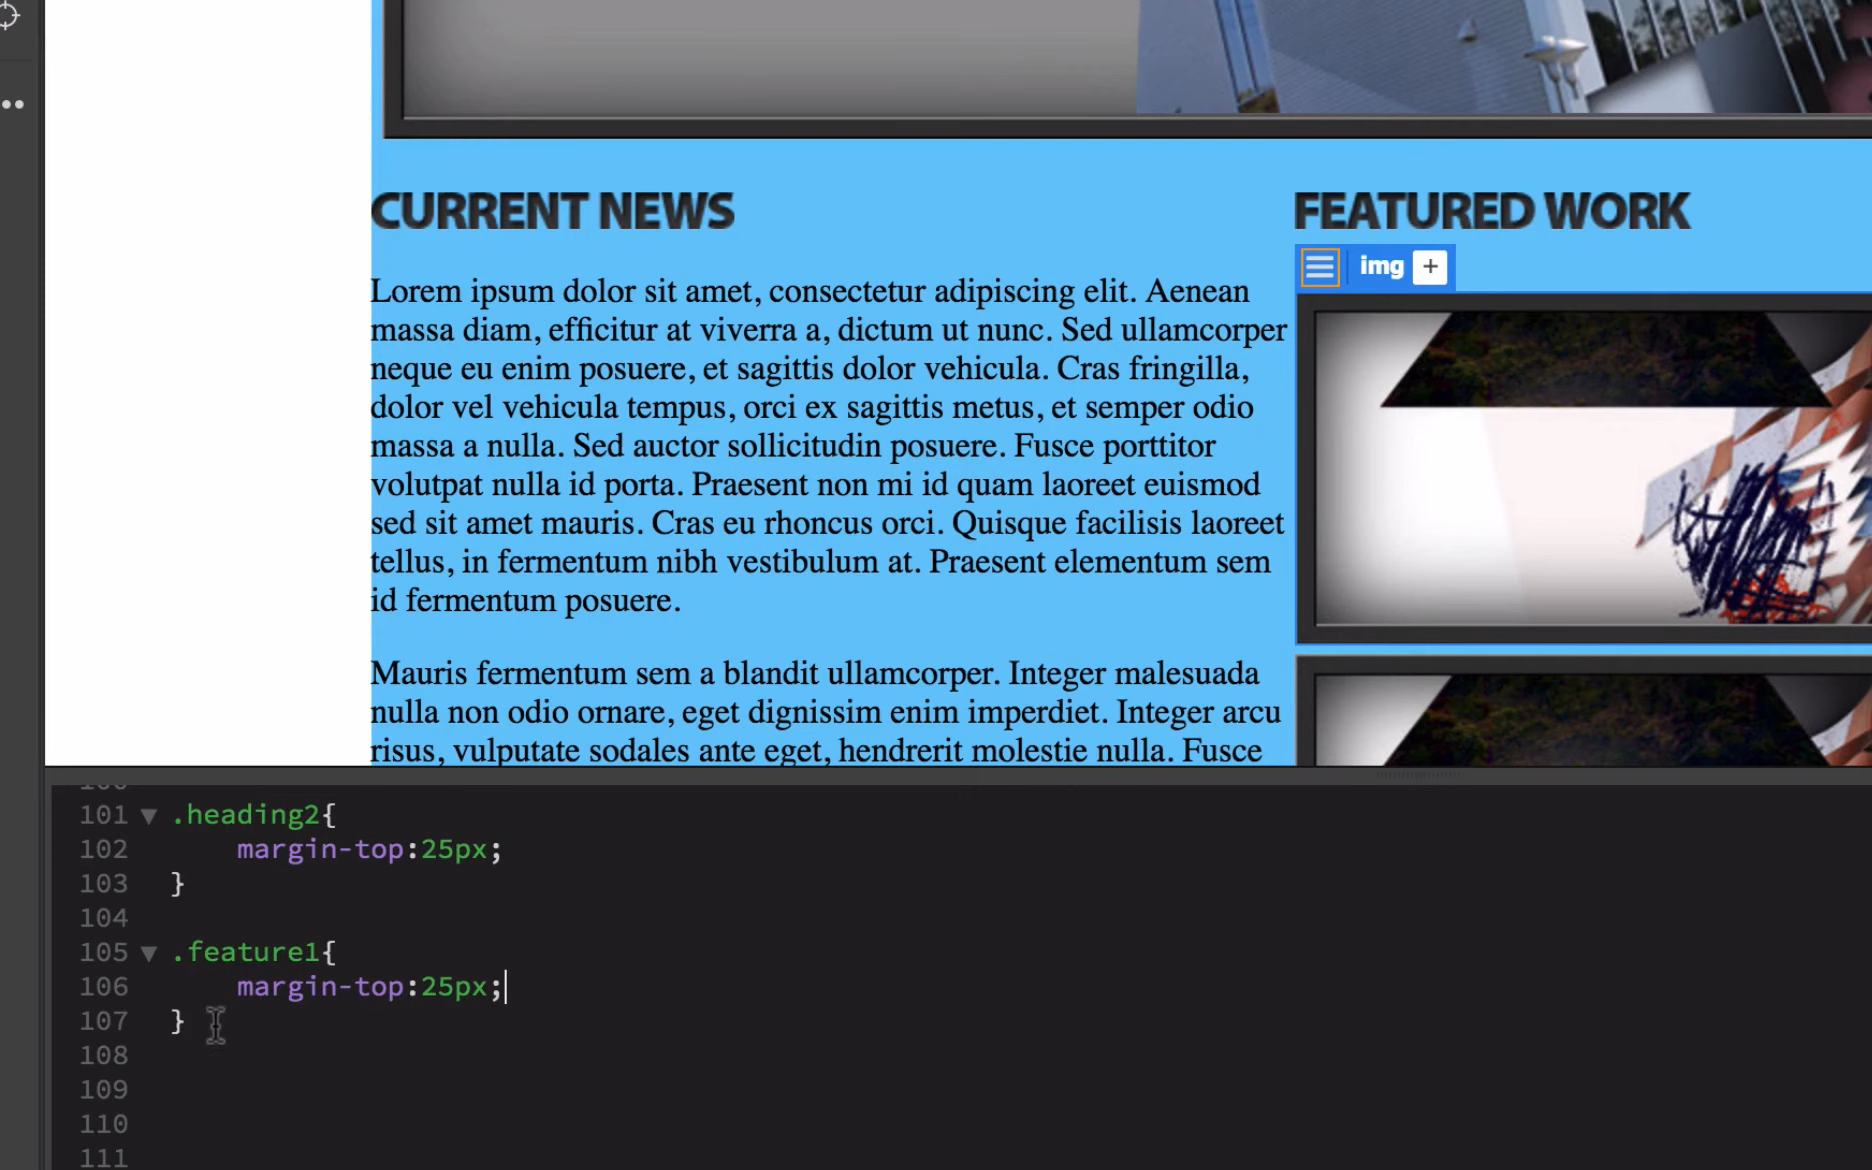 CURRENT NEWS
FEATURED WORK
img +
Lorem ipsum dolor sit amet, consectetur adipiscing elit. Aenean
massa diam, efficitur at viverra a, dictum ut nunc. Sed ullamcorper
neque eu enim posuere, et sagittis dolor vehicula. Cras fringilla,
dolor vel vehicula tempus, orci ex sagittis metus, et semper odio
massa a nulla. Sed auctor sollicitudin posuere. Fusce porttitor
volutpat nulla id porta. Praesent non mi id quam laoreet euismod
sed sit amet mauris. Cras eu rhoncus orci. Quisque facilisis laoreet
tellus, in fermentum nibh vestibulum at. Praesent elementum sem
id fermentum posuere.
Mauris fermentum sem a blandit ullamcorper. Integer malesuada
nulla non odio ornare, eget dignissim enim imperdiet. Integer arcu
risus, vulputate sodales ante eget, hendrerit molestie nulla. Fusce
101 .heading2{
102 margin-top:25px;
103 }
104
105 .feature1{
106 margin-top:25px;
107 }
108
109
110
111